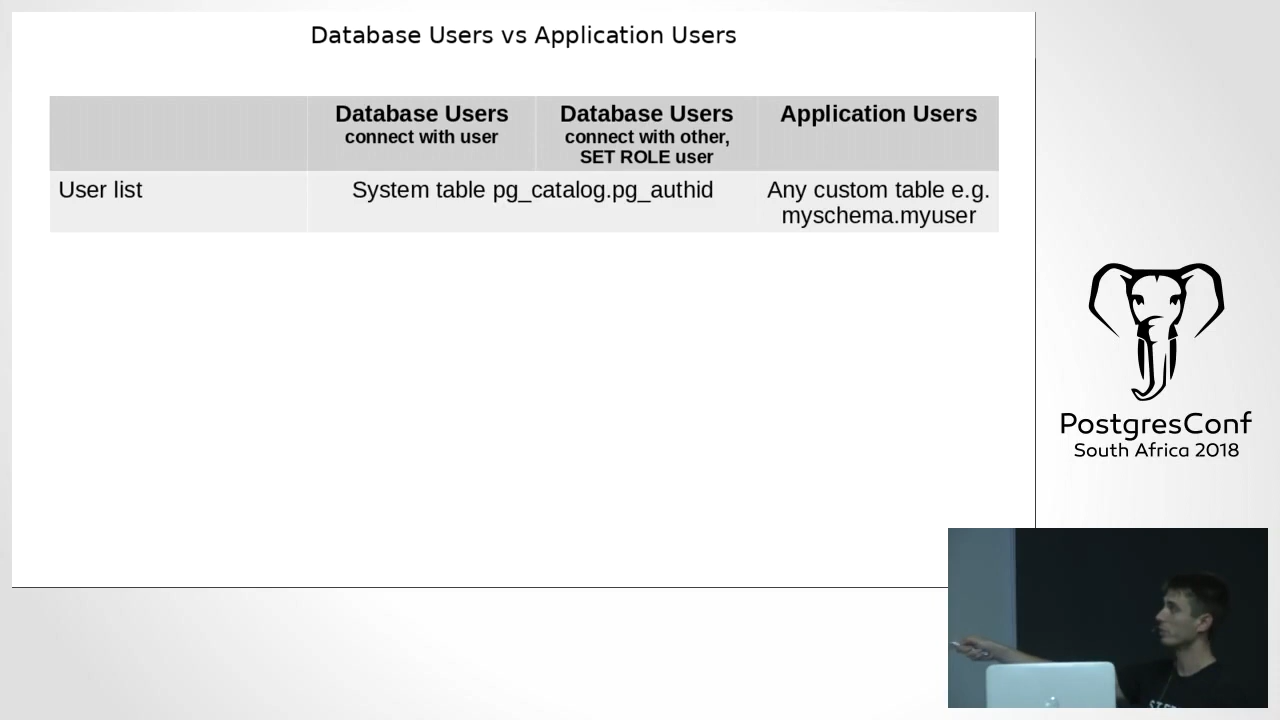 Database Users vs Application Users
Database Users
connect with user
Database Users
connect with other,
SET ROLE user
Application Users
User list
System table pg_catalog.pg_authid
Any custom table e.g.
myschema.myuser
PostgresConf
South Africa 2018